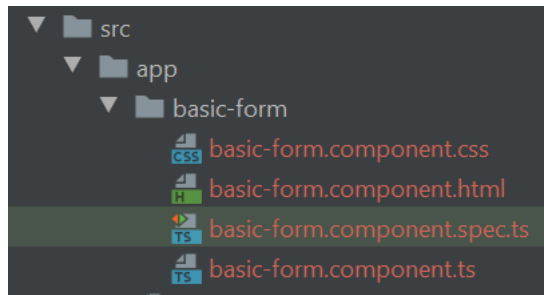 src
app
basic-form
CSS basic-form.component.css
H basic-form.component.html
TS basic-form.component.spec.ts
TS basic-form.component.ts